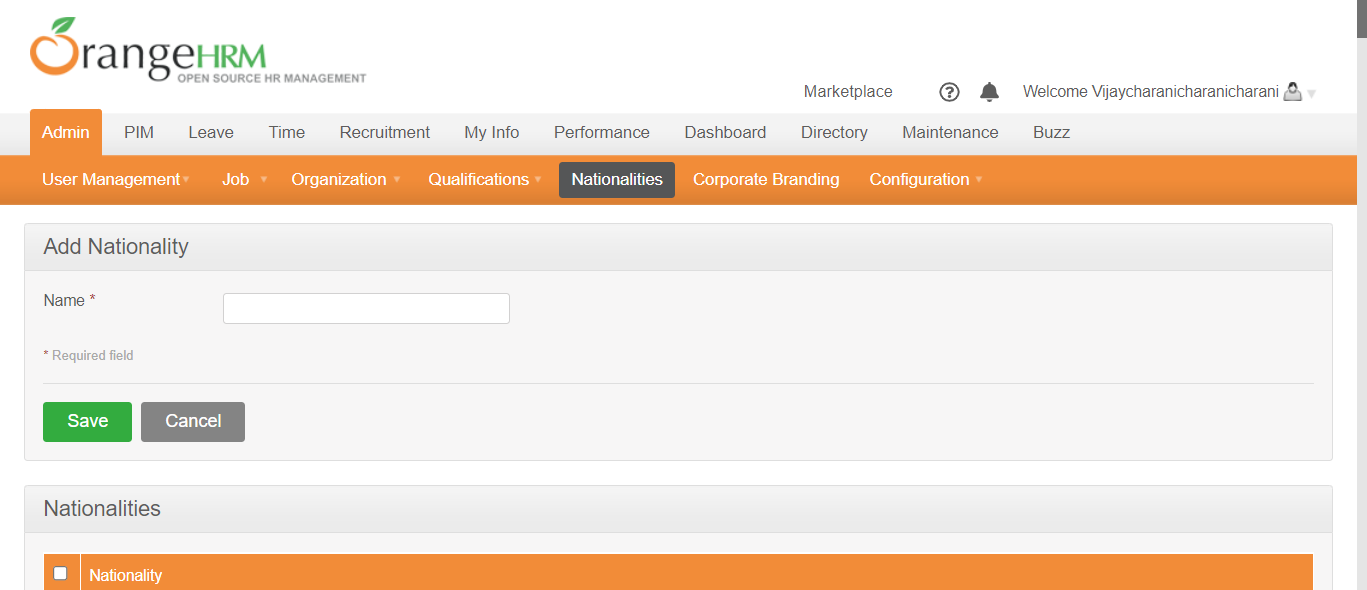 OrangeHRM
OPEN SOURCE HR MANAGEMENT
Marketplace ? Welcome Vijaycharanicharanicharani
Admin PIM Leave Time Recruitment My Info Performance Dashboard Directory Maintenance Buzz
User Management Job Organization Qualifications Nationalities Corporate Branding Configuration
Add Nationality
Name *
* Required field
Save Cancel
Nationalities
Nationality